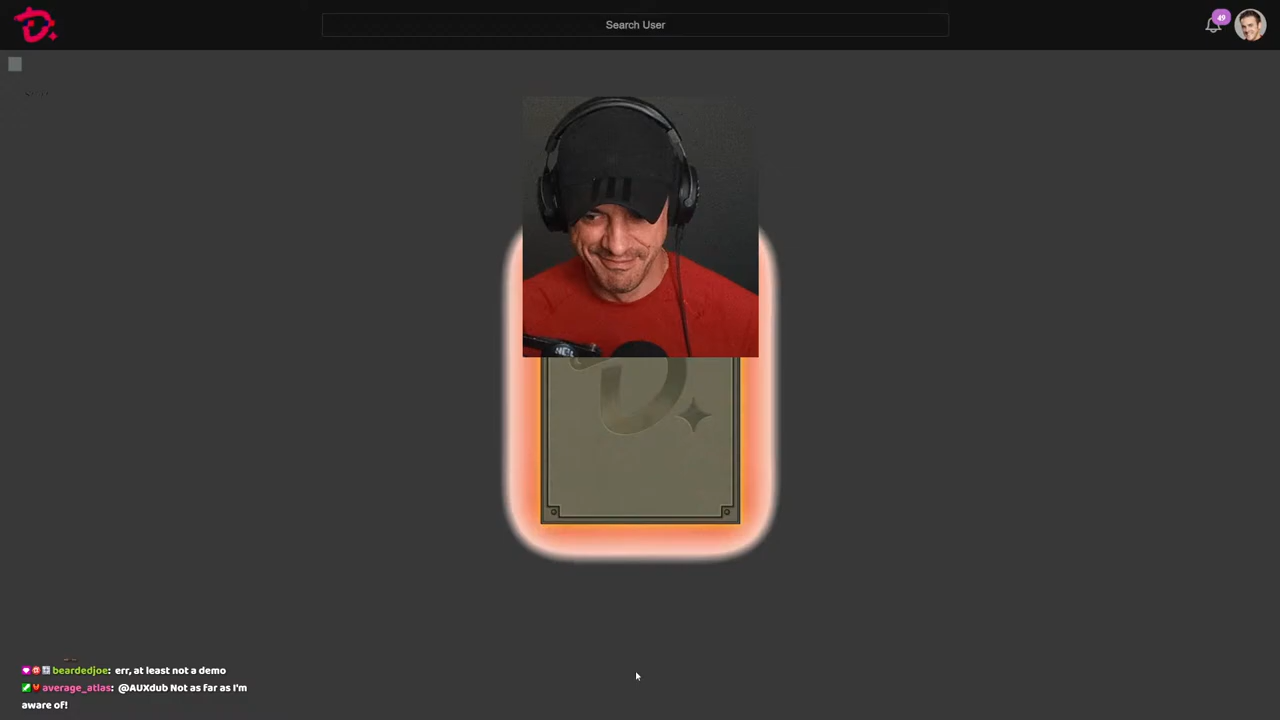 Search User
49
beardedjoe: err, at least not a demo
average_atlas: @AUXdub Not as far as I'm
aware of!